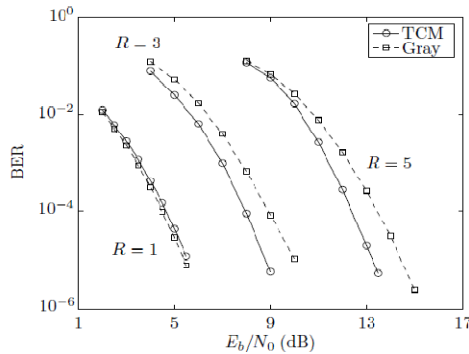 10^0
R − 3
TCM
Gray
10^-2
R = 5
BER
10^-4
R = 1
10^-6
1 5 9 13 17
E_b/N_0 (dB)